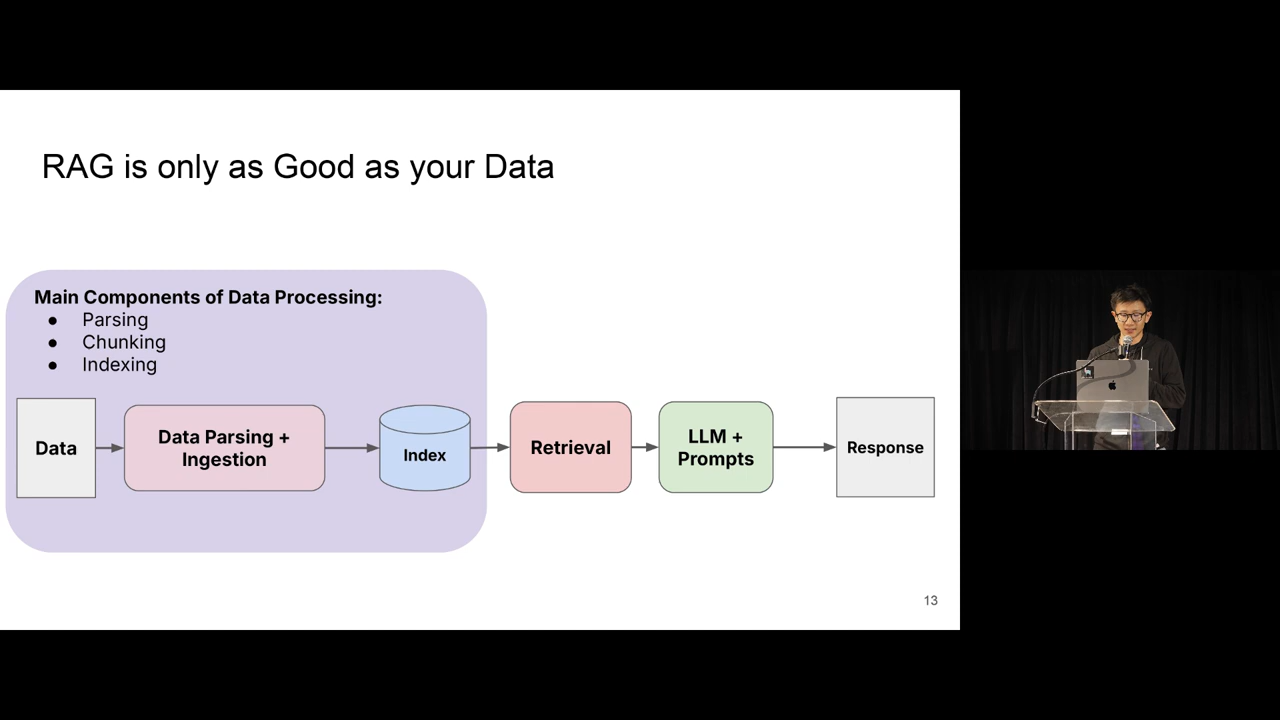 RAG is only as Good as your Data
Main Components of Data Processing:
● Parsing
● Chunking
● Indexing
Data
Data Parsing +
Ingestion
Index
Retrieval
LLM +
Prompts
Response
13